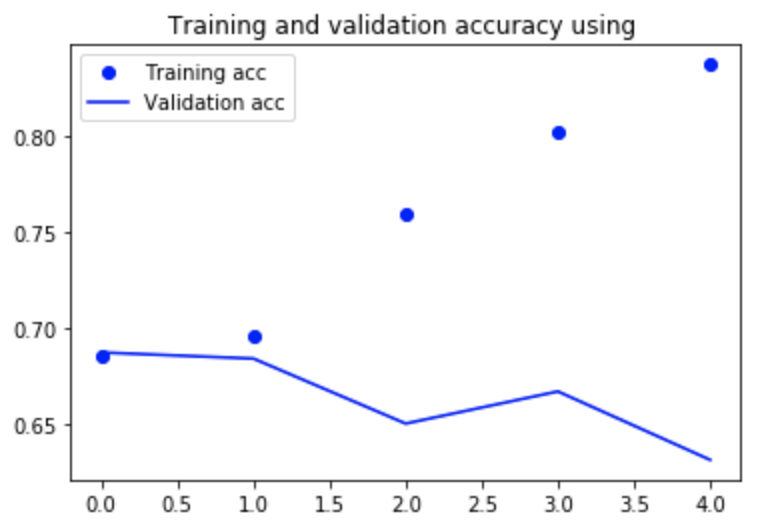 Training and validation accuracy using
Training acc
Validation acc
0.80
0.75
0.70
0.65
0.0 0.5 1.0 1.5 2.0 2.5 3.0 3.5 4.0